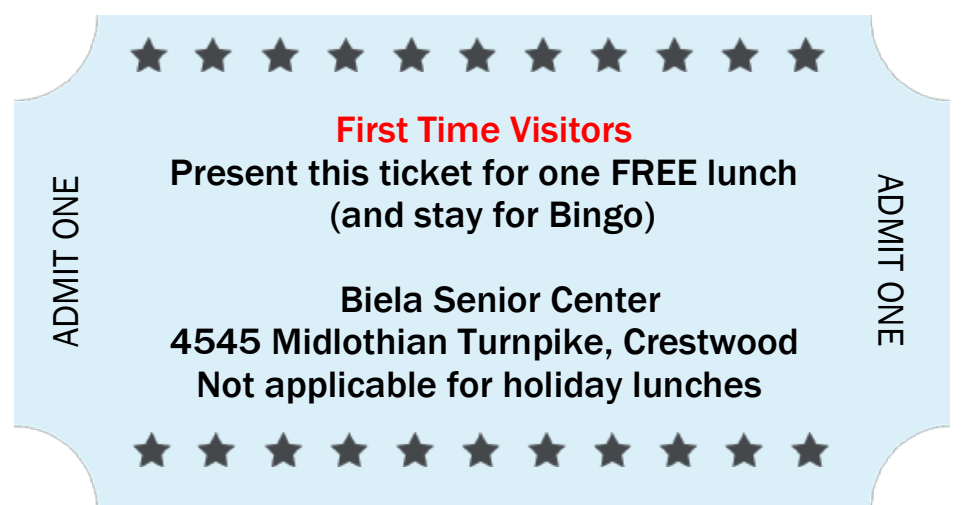 First Time Visitors
Present this ticket for one FREE lunch
(and stay for Bingo)
Biela Senior Center
4545 Midlothian Turnpike, Crestwood
Not applicable for holiday lunches
ADMIT ONE
ADMIT ONE